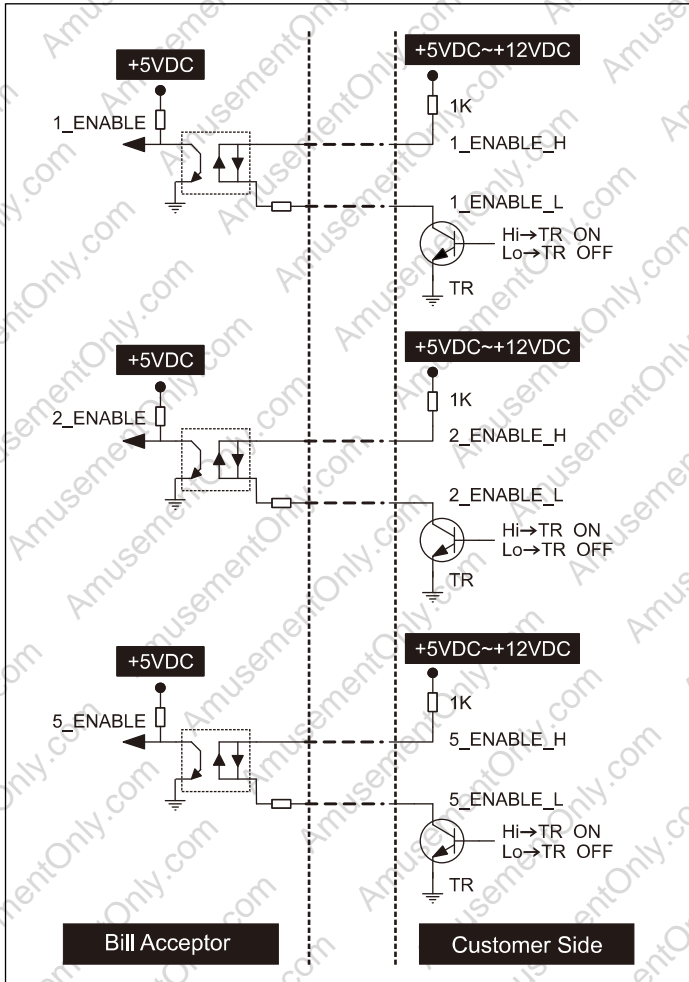 +5VDC
+5VDC~+12VDC
1K
1_ENABLE
1_ENABLE_H
1_ENABLE_L
Hi→TR ON
Lo→TR OFF
TR
+5VDC
+5VDC~+12VDC
1K
2_ENABLE
2_ENABLE_H
2_ENABLE_L
Hi→TR ON
Lo→TR OFF
TR
+5VDC
+5VDC~+12VDC
1K
5_ENABLE
5_ENABLE_H
5_ENABLE_L
Hi→TR ON
Lo→TR OFF
TR
Bill Acceptor
Customer Side
AmusementOnly.com